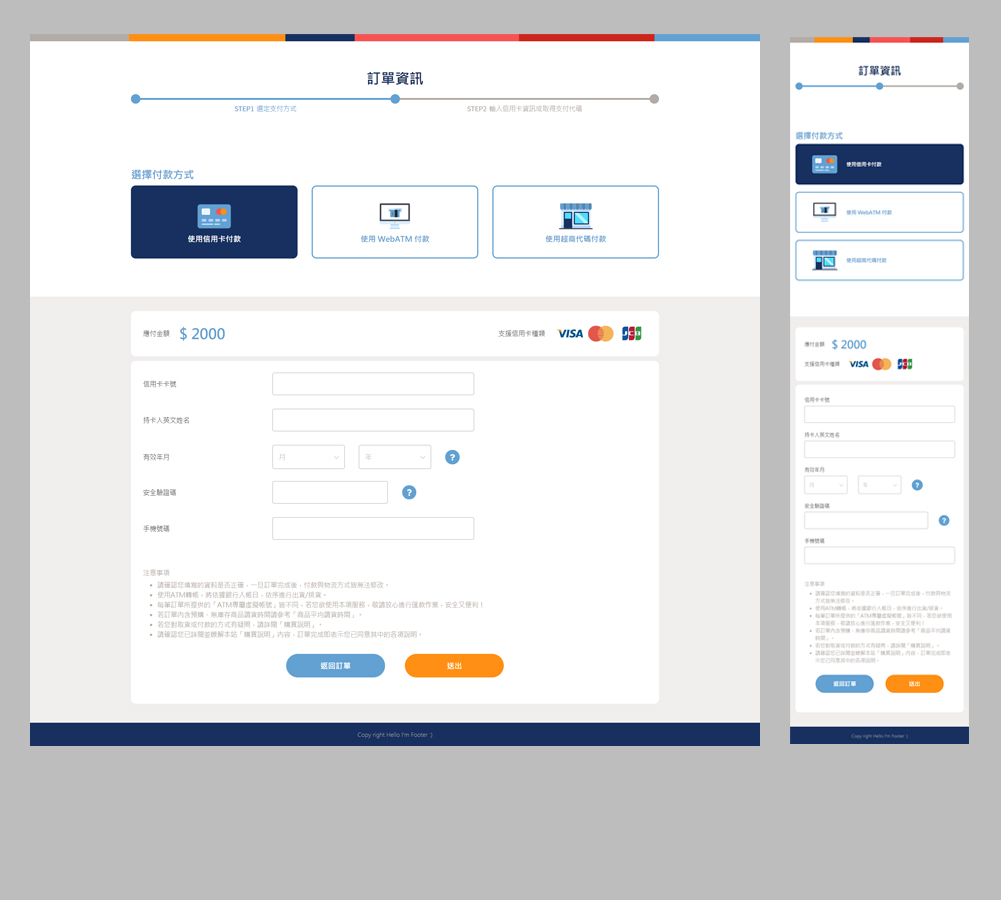 訂單資訊
STEP1 選定支付方式
STEP2 輸入信用卡資訊或取得支付代碼
選擇付款方式
使用信用卡付款
使用 WebATM 付款
使用超商代碼付款
應付金額 $ 2000
支援信用卡種類 VISA JCB
信用卡卡號
持卡人英文姓名
有效年月 月 年 ?
安全驗證碼 ?
手機號碼
注意事項
• 請確認您填寫的資料是否正確,一旦訂單完成後,付款與物流方式皆無法修改。
• 使用ATM轉帳,將依據銀行入帳日,依序進行出貨/調貨。
• 每筆訂單所提供的「ATM專屬虛擬帳號」皆不同,若您欲使用本項服務,敬請放心進行匯款作業,安全又便利!
• 若訂單內含預購、無庫存商品調貨時間請參考「商品平均調貨時間」。
• 若您對取貨或付款的方式有疑問,請詳閱「購買說明」。
• 請確認您已詳閱並瞭解本站「購買說明」內容,訂單完成即表示您已同意其中的各項說明。
返回訂單
送出
Copy right Hello I'm Footer :)
訂單資訊
選擇付款方式
使用信用卡付款
使用 WebATM 付款
使用超商代碼付款
應付金額 $ 2000
支援信用卡種類 VISA JCB
信用卡卡號
持卡人英文姓名
有效年月
月 年 ?
安全驗證碼
?
手機號碼
注意事項
• 請確認您填寫的資料是否正確,一旦訂單完成後,付款與物流
方式皆無法修改。
• 使用ATM轉帳,將依據銀行入帳日,依序進行出貨/調貨。
• 每筆訂單所提供的「ATM專屬虛擬帳號」皆不同,若您欲使用
本項服務,敬請放心進行匯款作業,安全又便利!
• 若訂單內含預購、無庫存商品調貨時間請參考「商品平均調貨
時間」。
• 若您對取貨或付款的方式有疑問,請詳閱「購買說明」。
• 請確認您已詳閱並瞭解本站「購買說明」內容,訂單完成即表
示您已同意其中的各項說明。
返回訂單
送出
Copy right Hello I'm Footer :)